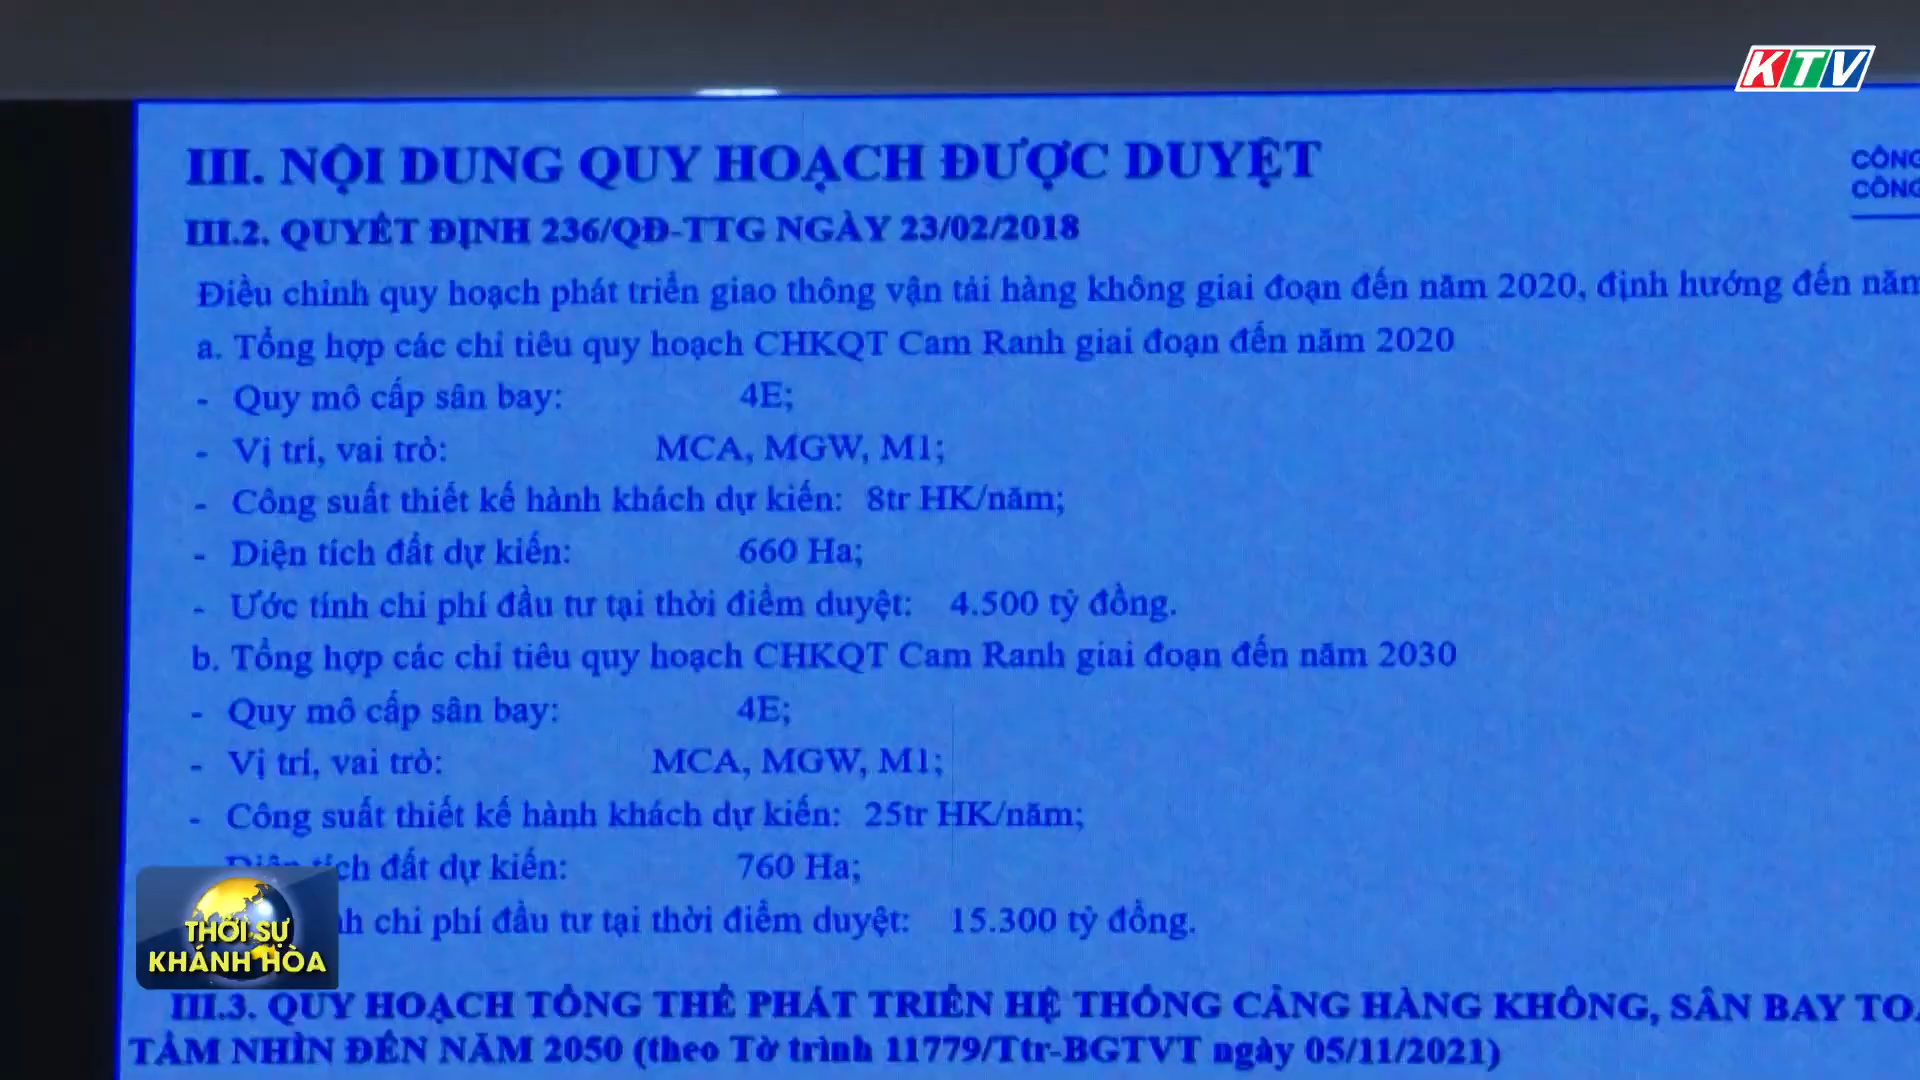 KTV
III. NỘI DUNG QUY HOẠCH ĐƯỢC DUYỆT
CÔNG
CÔNG
III.2. QUYẾT ĐỊNH 236/QĐ-TTG NGÀY 23/02/2018
Điều chỉnh quy hoạch phát triển giao thông vận tải hàng không giai đoạn đến năm 2020, định hướng đến năm
a. Tổng hợp các chỉ tiêu quy hoạch CHKQT Cam Ranh giai đoạn đến năm 2020
- Quy mô cấp sân bay: 4E;
- Vị trí, vai trò: MCA, MGW, M1;
- Công suất thiết kế hành khách dự kiến: 8tr HK/năm;
- Diện tích đất dự kiến: 660 Ha;
- Ước tính chi phí đầu tư tại thời điểm duyệt: 4.500 tỷ đồng.
b. Tổng hợp các chỉ tiêu quy hoạch CHKQT Cam Ranh giai đoạn đến năm 2030
- Quy mô cấp sân bay: 4E;
- Vị trí, vai trò: MCA, MGW, M1;
- Công suất thiết kế hành khách dự kiến: 25tr HK/năm;
Diện tích đất dự kiến: 760 Ha;
nh chi phí đầu tư tại thời điểm duyệt: 15.300 tỷ đồng.
THỜI SỰ
KHÁNH HÒA
III.3. QUY HOẠCH TỔNG THỂ PHÁT TRIỂN HỆ THỐNG CẢNG HÀNG KHÔNG, SÂN BAY TO
TẦM NHÌN ĐẾN NĂM 2050 (theo Tờ trình 11779/Ttr-BGTVT ngày 05/11/2021)